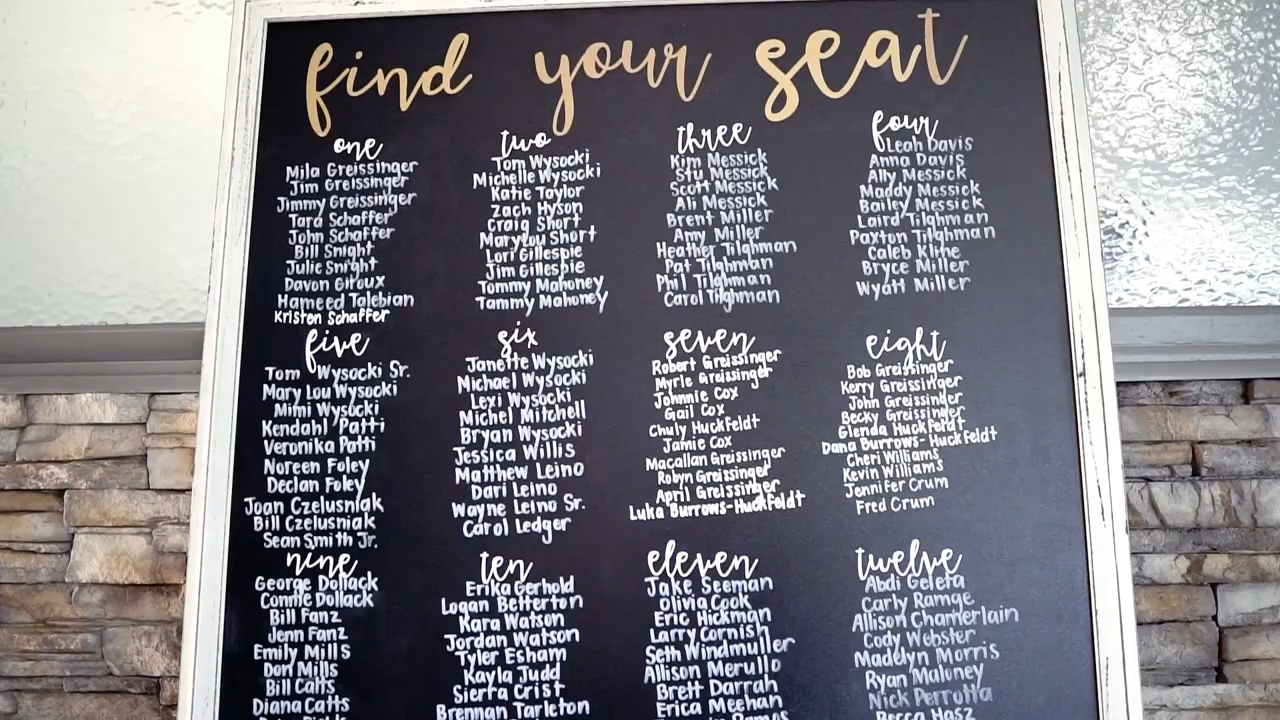 find your seat
one
Mila Greissinger
Jim Greissinger
Jimmy Greissinger
Tara Schaffer
John Schaffer
Bill Snight
Julie Snight
Davon Giroux
Hameed Talebian
Kristen Schaffer
two
Tom Wysocki
Michelle Wysocki
Katie Taylor
Zach Hyson
Craig Short
Marylou Short
Lori Gillespie
Jim Gillespie
Tommy Mahoney
Tammy Mahoney
three
Kim Messick
Stu Messick
Scott Messick
Ali Messick
Brent Miller
Amy Miller
Heather Tilghman
Pat Tilghman
Phil Tilghman
Carol Tilghman
four
Leah Davis
Anna Davis
Ally Messick
Maddy Messick
Bailey Messick
Laird Tilghman
Paxton Tilghman
Caleb Kline
Bryce Miller
Wyatt Miller
five
Tom Wysocki Sr.
Mary Lou Wysocki
Mimi Wysocki
Kendahl Patti
Veronika Patti
Noreen Foley
Declan Foley
Joan Czelusniak
Bill Czelusniak
Sean Smith Jr.
six
Janette Wysocki
Michael Wysocki
Lexi Wysocki
Michel Mitchell
Bryan Wysocki
Jessica Willis
Matthew Leino
Dari Leino
Wayne Leino Sr.
Carol Ledger
seven
Robert Greissinger
Myrle Greissinger
Johnnie Cox
Gail Cox
Chuly Huckfeldt
Jamie Cox
Macallan Greissinger
Robyn Greissinger
April Greissinger
Luka Burrows-Huckfeldt
eight
Bob Greissinger
Kerry Greissinger
John Greissinger
Becky Greissinger
Glenda Huckfeldt
Dana Burrows-Huckfeldt
Cheri Williams
Kevin Williams
Jennifer Crum
Fred Crum
nine
George Dollack
Connie Dollack
Bill Fanz
Jenn Fanz
Emily Mills
Don Mills
Bill Catts
Diana Catts
ten
Erika Gerhold
Logan Betterton
Kara Watson
Jordan Watson
Tyler Esham
Kayla Judd
Sierra Crist
Brennan Tarleton
eleven
Jake Seeman
Olivia Cook
Eric Hickman
Larry Cornish
Seth Windmuller
Allison Merullo
Brett Darrah
Erica Meehan
Ramos
twelve
Abdi Geleta
Carly Ramge
Allison Chamerlain
Cody Webster
Madelyn Morris
Ryan Maloney
Nick Perrotta
Becca Hasz